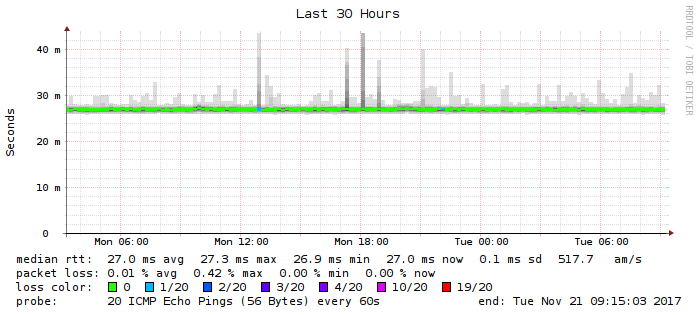 Last 30 Hours
RRDTOOL / TOBI OETIKER
Seconds
40 m
30 m
20 m
10 m
0
Mon 06:00 Mon 12:00 Mon 18:00 Tue 00:00 Tue 06:00
median rtt: 27.0 ms avg 27.3 ms max 26.9 ms min 27.0 ms now 0.1 ms sd 517.7 am/s
packet loss: 0.01 % avg 0.42 % max 0.00 % min 0.00 % now
loss color: 0 1/20 2/20 3/20 4/20 10/20 19/20
probe: 20 ICMP Echo Pings (56 Bytes) every 60s end: Tue Nov 21 09:15:03 2017